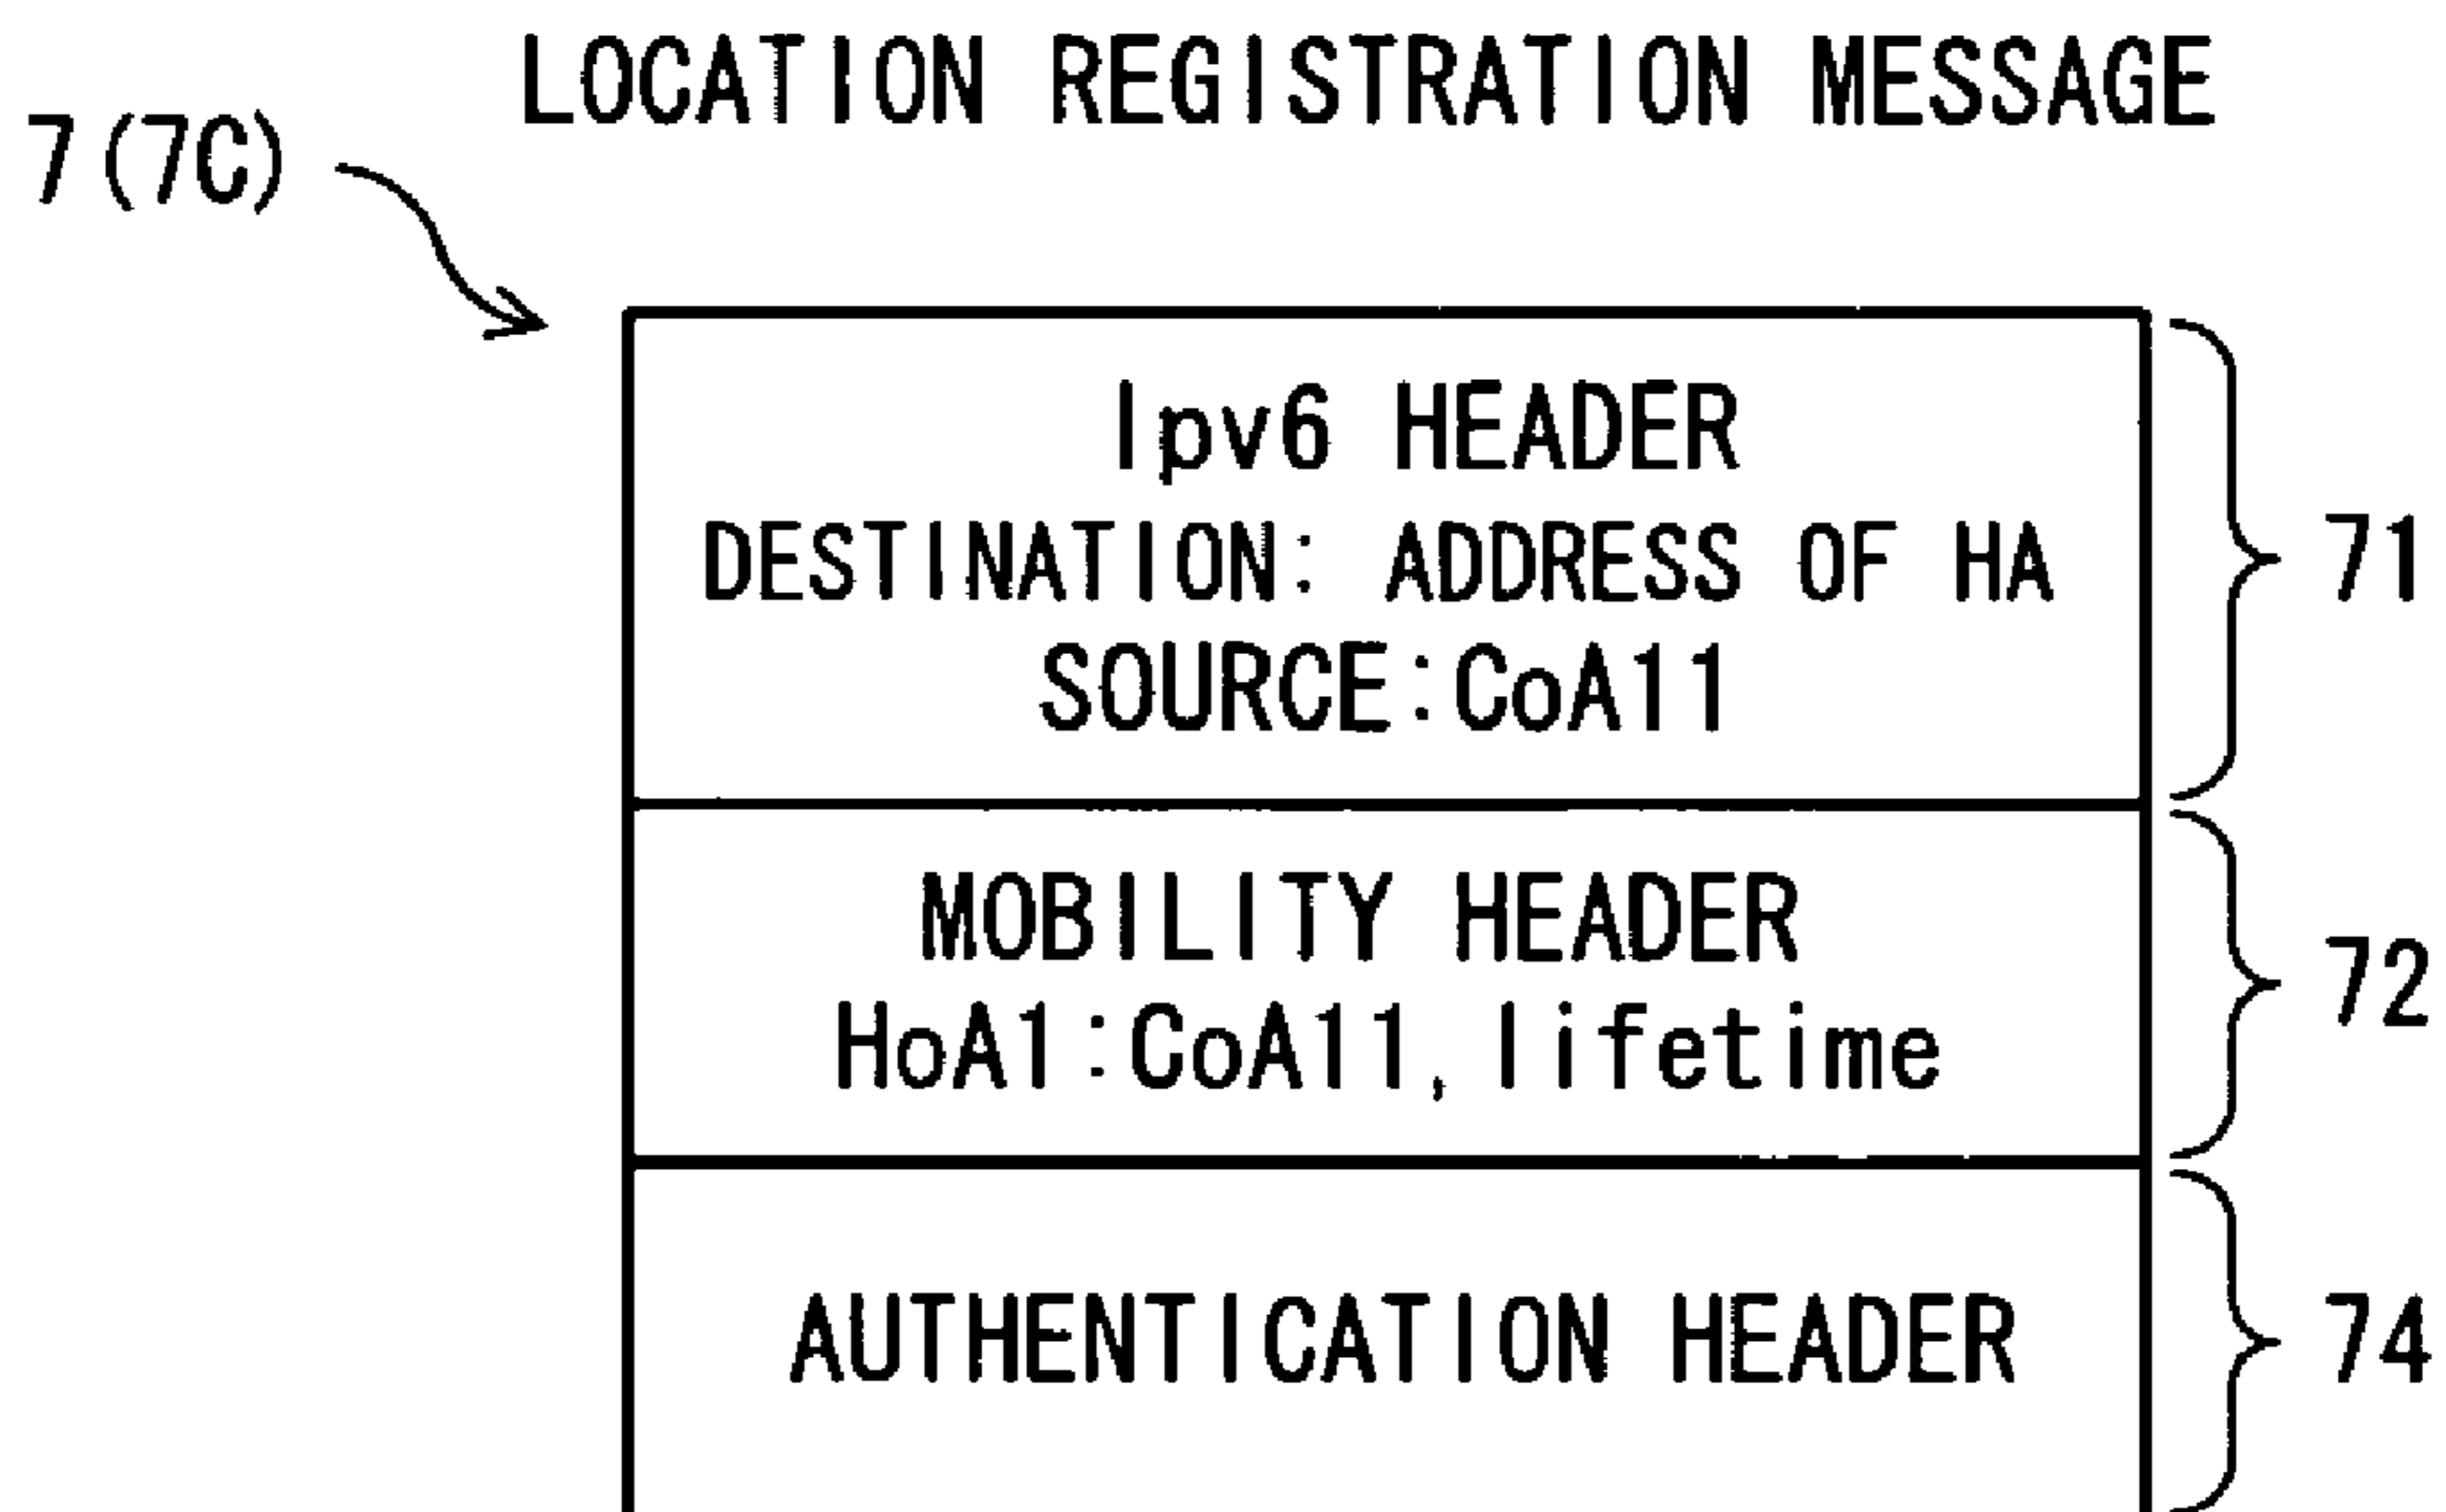 LOCATION REGISTRATION MESSAGE
7(7C)
Ipv6 HEADER
DESTINATION: ADDRESS OF HA
SOURCE:CoA11
71
MOBILITY HEADER
HoA1:CoA11, lifetime
72
AUTHENTICATION HEADER
74